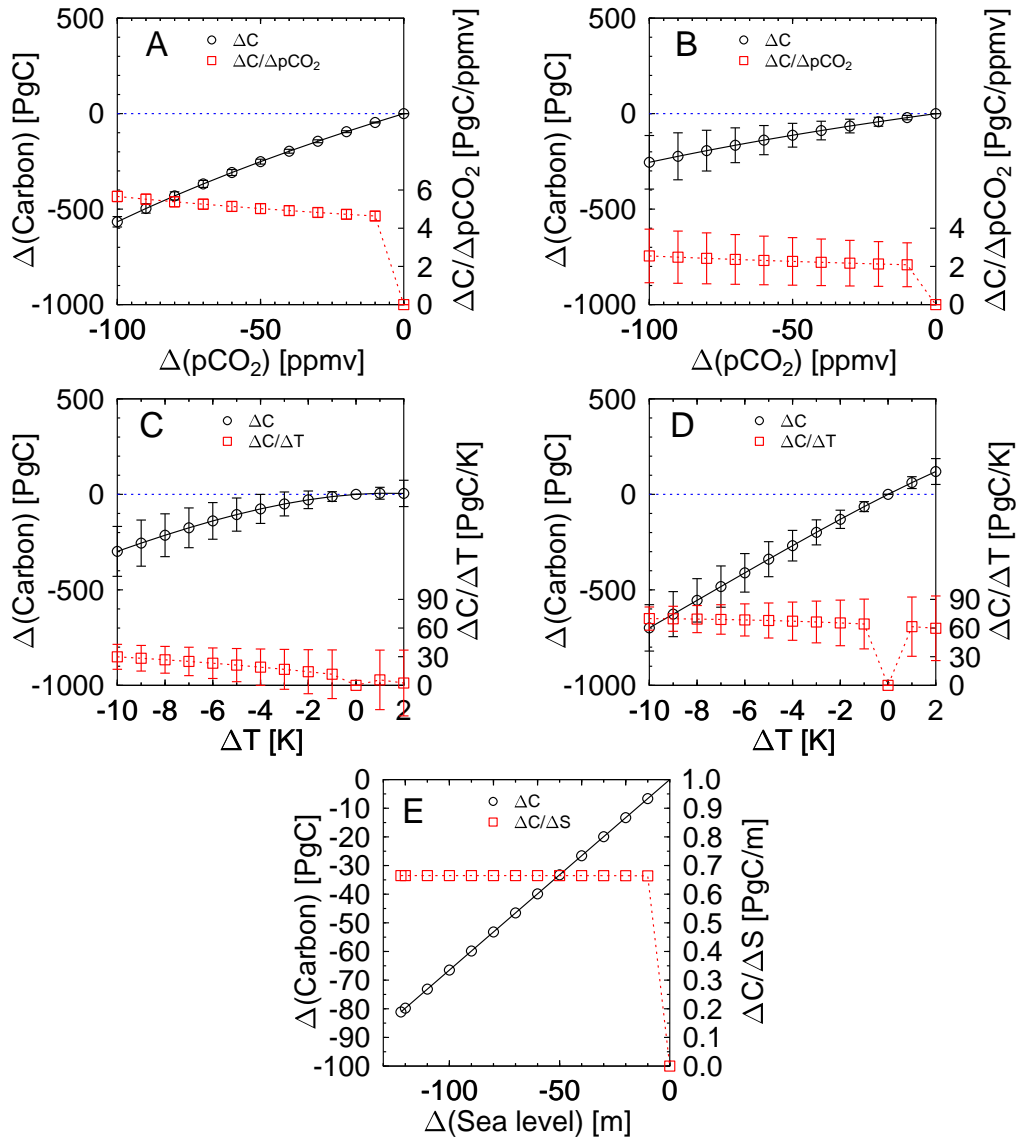 A
ΔC
ΔC/ΔpCO₂
500
0
-500
-1000
Δ(Carbon) [PgC]
6
4
2
0
ΔC/ΔpCO₂ [PgC/ppmv]
-100
-50
0
Δ(pCO₂) [ppmv]
B
ΔC
ΔC/ΔpCO₂
500
0
-500
-1000
Δ(Carbon) [PgC]
4
2
0
ΔC/ΔpCO₂ [PgC/ppmv]
-100
-50
0
Δ(pCO₂) [ppmv]
C
ΔC
ΔC/ΔT
500
0
-500
-1000
Δ(Carbon) [PgC]
90
60
30
0
ΔC/ΔT [PgC/K]
-10 -8 -6 -4 -2 0 2
ΔT [K]
D
ΔC
ΔC/ΔT
500
0
-500
-1000
Δ(Carbon) [PgC]
90
60
30
0
ΔC/ΔT [PgC/K]
-10 -8 -6 -4 -2 0 2
ΔT [K]
E
ΔC
ΔC/ΔS
0
-10
-20
-30
-40
-50
-60
-70
-80
-90
-100
Δ(Carbon) [PgC]
1.0
0.9
0.8
0.7
0.6
0.5
0.4
0.3
0.2
0.1
0.0
ΔC/ΔS [PgC/m]
-100
-50
0
Δ(Sea level) [m]